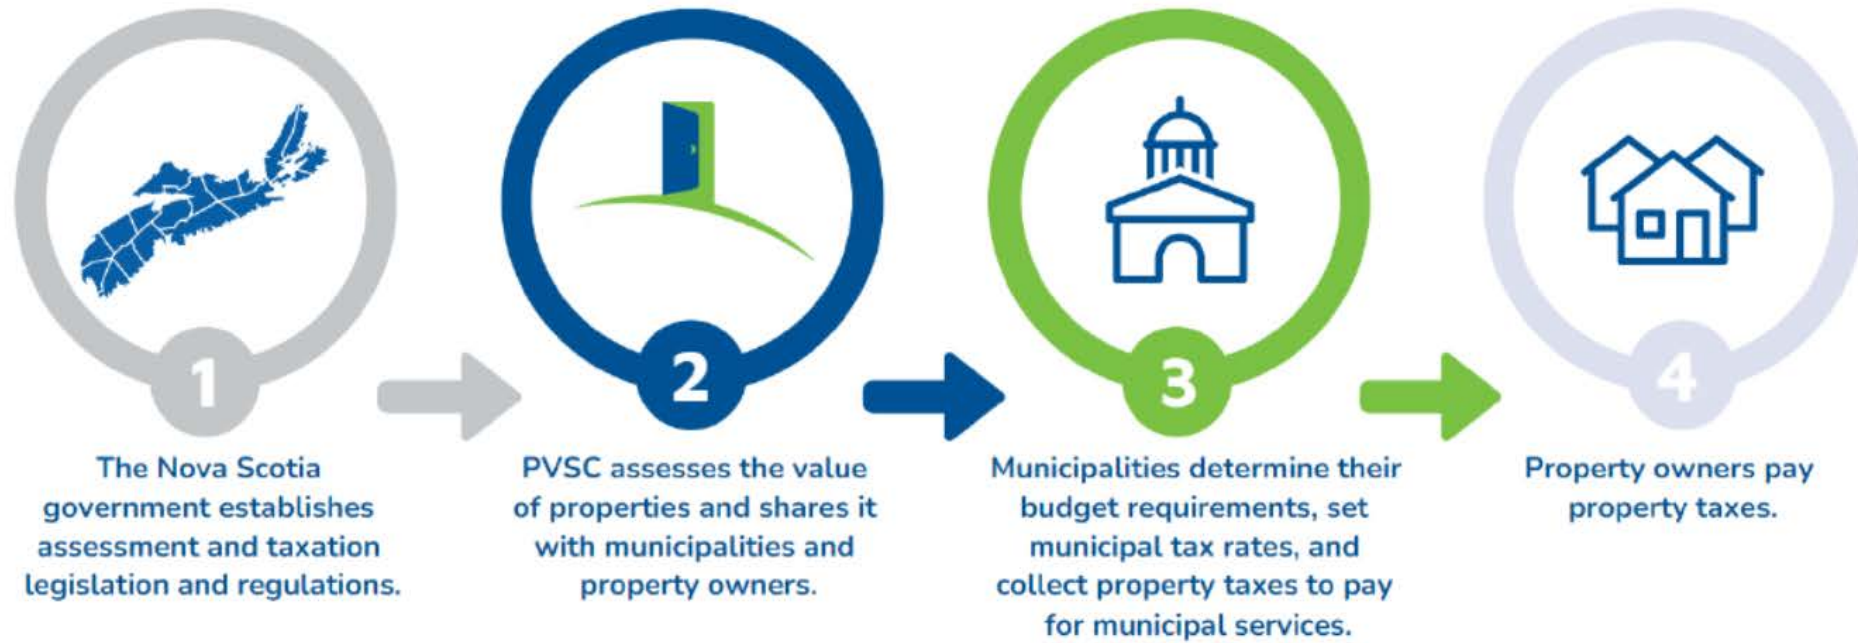 1
The Nova Scotia
government establishes
assessment and taxation
legislation and regulations.
2
PVSC assesses the value
of properties and shares it
with municipalities and
property owners.
3
Municipalities determine their
budget requirements, set
municipal tax rates, and
collect property taxes to pay
for municipal services.
4
Property owners pay
property taxes.